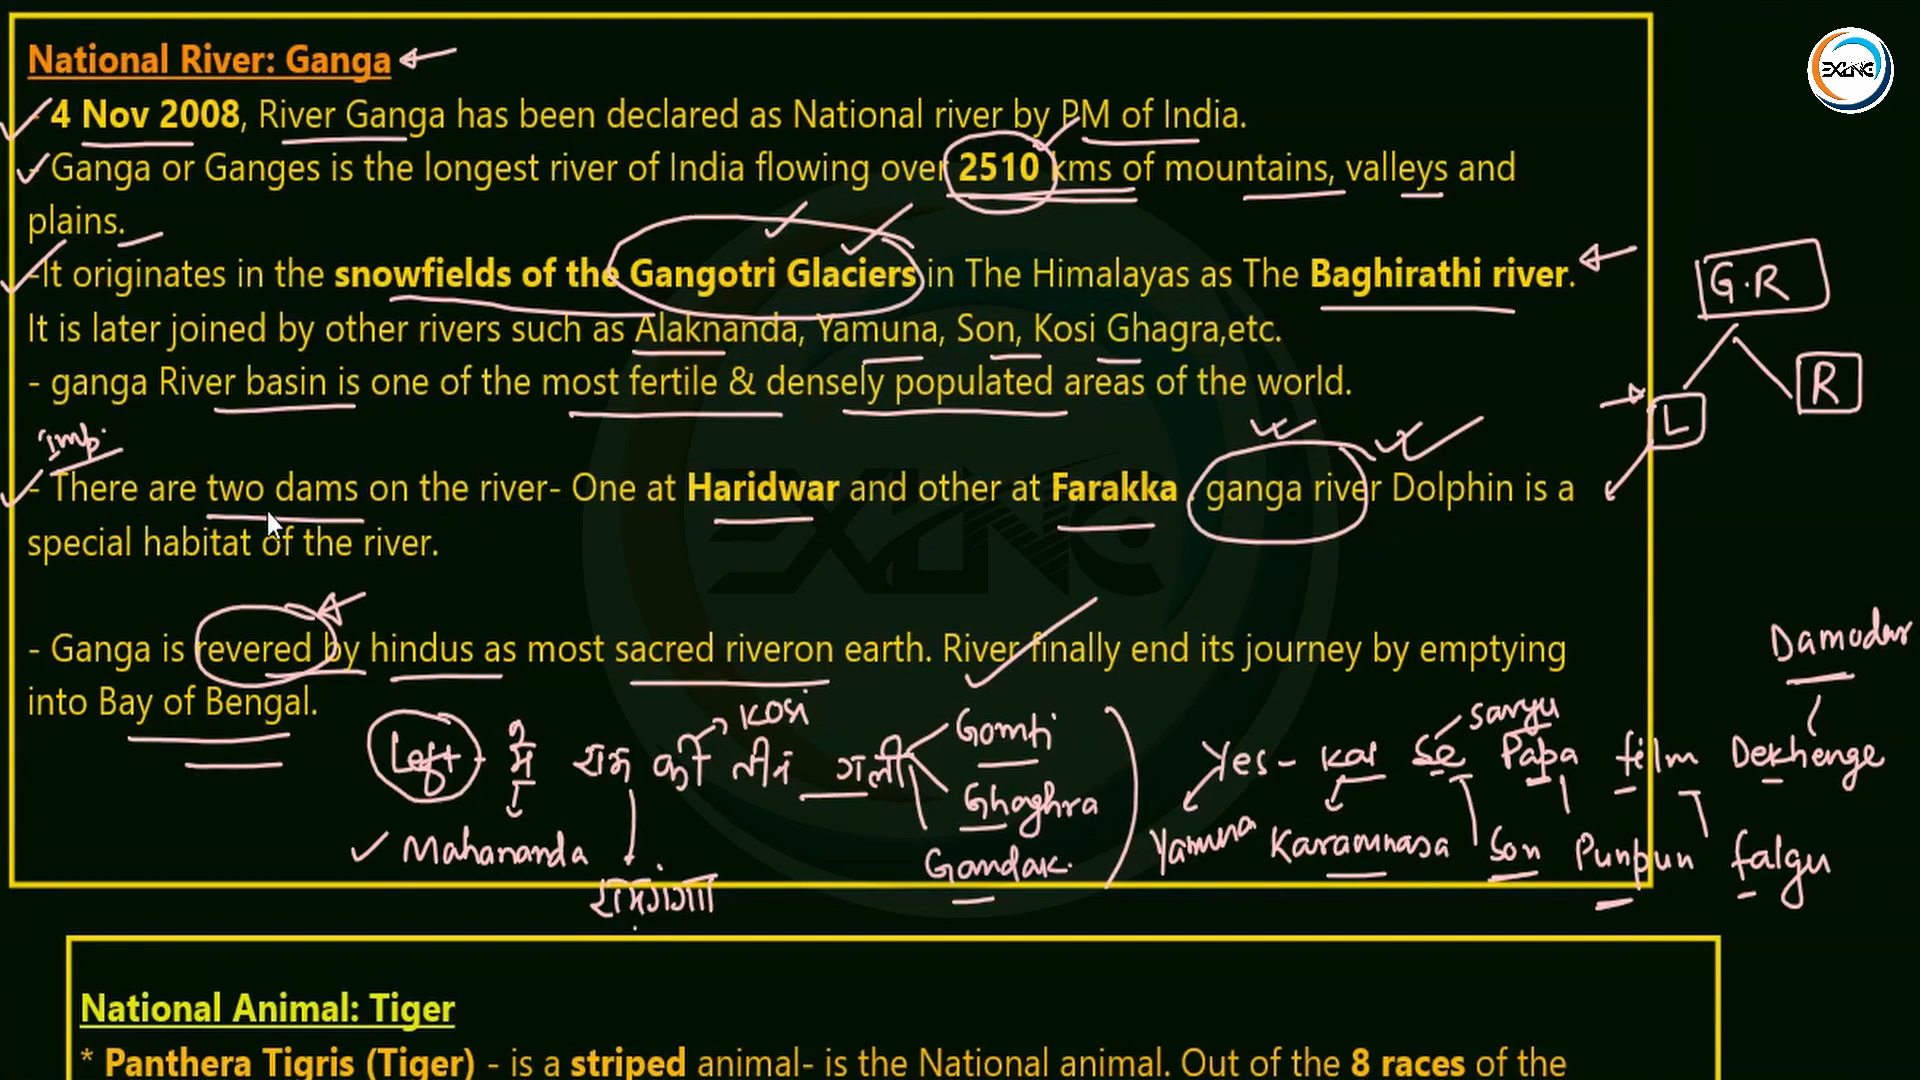 National River: Ganga
EXLNC
- 4 Nov 2008, River Ganga has been declared as National river by PM of India.
- Ganga or Ganges is the longest river of India flowing over 2510 kms of mountains, valleys and
plains.
-It originates in the snowfields of the Gangotri Glaciers in The Himalayas as The Baghirathi river.
It is later joined by other rivers such as Alaknanda, Yamuna, Son, Kosi Ghagra,etc.
- ganga River basin is one of the most fertile & densely populated areas of the world.
G.R
R
L
Imp.
- There are two dams on the river- One at Haridwar and other at Farakka . ganga river Dolphin is a
special habitat of the river.
- Ganga is revered by hindus as most sacred riveron earth. River finally end its journey by emptying
into Bay of Bengal.
Damodar
Kosi
Gomti
Saryu
Left - में राम की गली
Yes - Kar Se Papa film Dekhenge
Ghaghra
Mahananda
Gandak.
Yamuna Karamnasa Son Punpun falgu
रामगंगा
National Animal: Tiger
* Panthera Tigris (Tiger) - is a striped animal- is the National animal. Out of the 8 races of the